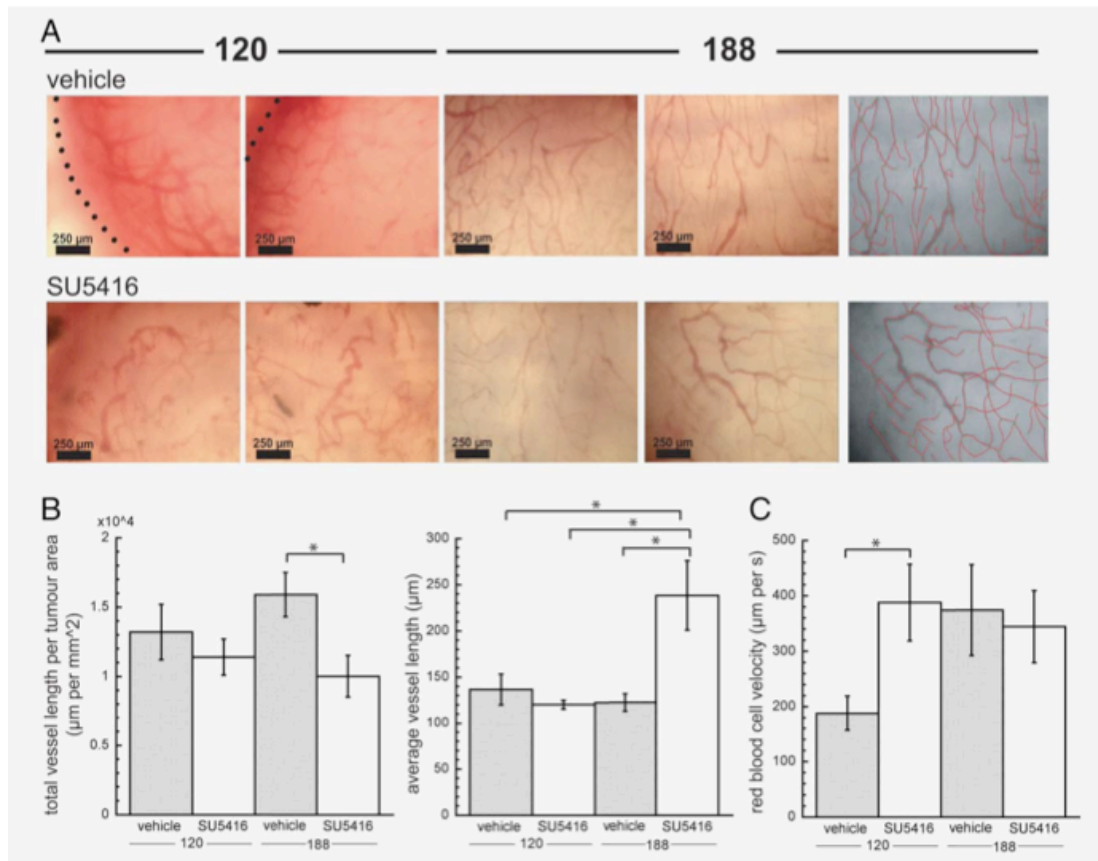 A
120
188
vehicle
250 µm
250 µm
250 µm
250 µm
SU5416
250 µm
250 µm
250 µm
250 µm
B
x10^4
total vessel length per tumour area
(µm per mm^2)
2
1.5
1
0.5
0
*
vehicle SU5416 vehicle SU5416
120 188
average vessel length (µm)
300
250
200
150
100
50
0
*
*
*
vehicle SU5416 vehicle SU5416
120 188
C
red blood cell velocity (µm per s)
500
400
300
200
100
0
*
vehicle SU5416 vehicle SU5416
120 188